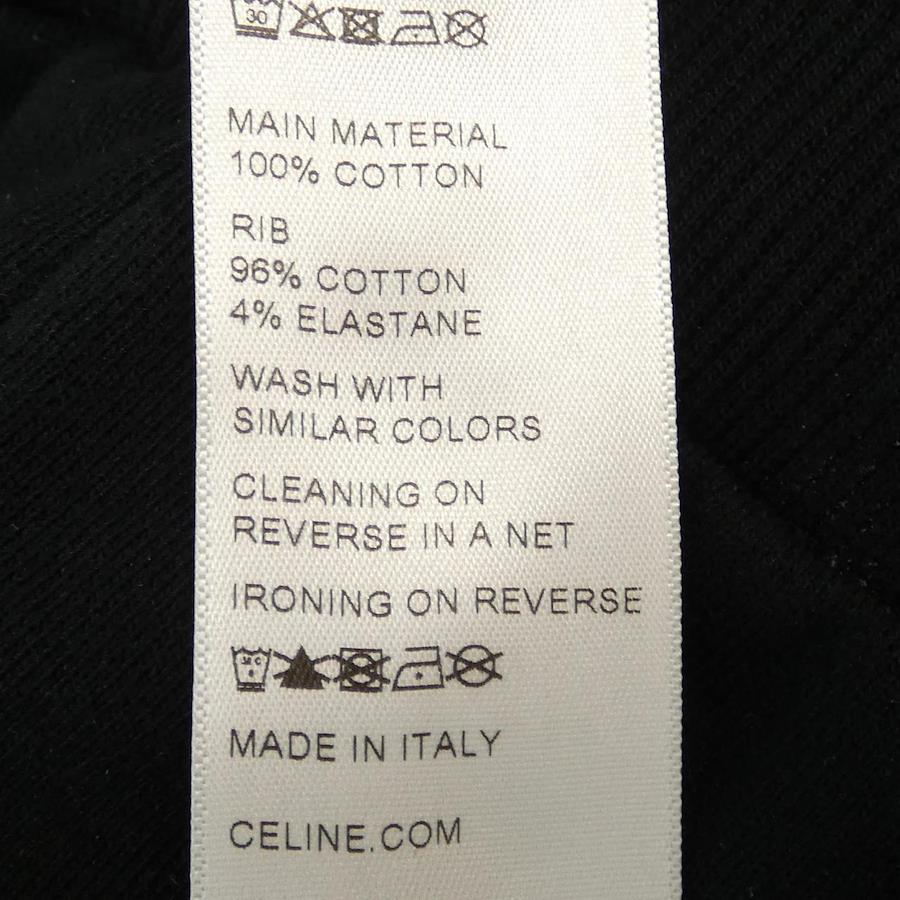 30
MAIN MATERIAL
100% COTTON
RIB
96% COTTON
4% ELASTANE
WASH WITH
SIMILAR COLORS
CLEANING ON
REVERSE IN A NET
IRONING ON REVERSE
MADE IN ITALY
CELINE.COM